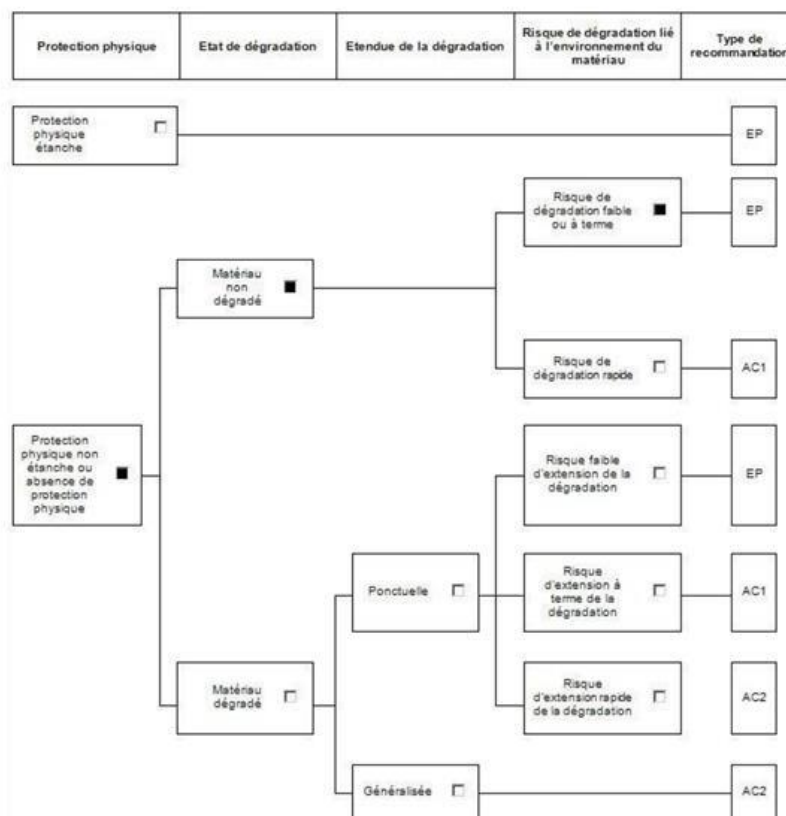 Protection physique
Etat de dégradation
Etendue de la dégradation
Risque de dégradation lié
à l'environnement du
matériau
Type de
recommandation
Protection
physique
étanche
EP
Risque de
dégradation faible
ou à terme
EP
Matériau
non
dégradé
Risque de
dégradation rapide
AC1
Protection
physique non
étanche ou
absence de
protection
physique
Risque faible
d'extension de la
dégradation
EP
Ponctuelle
Risque
d'extension à
terme de la
dégradation
AC1
Matériau
dégradé
Risque
d'extension rapide
de la dégradation
AC2
Généralisée
AC2